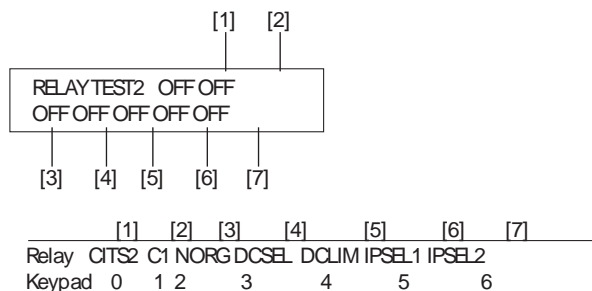 [1] [2]
RELAY TEST2 OFF OFF
OFF OFF OFF OFF OFF
[3] [4] [5] [6] [7]
[1] [2] [3] [4] [5] [6] [7]
Relay CITS2 C1 NORG DCSEL DCLIM IPSEL1 IPSEL2
Keypad 0 1 2 3 4 5 6